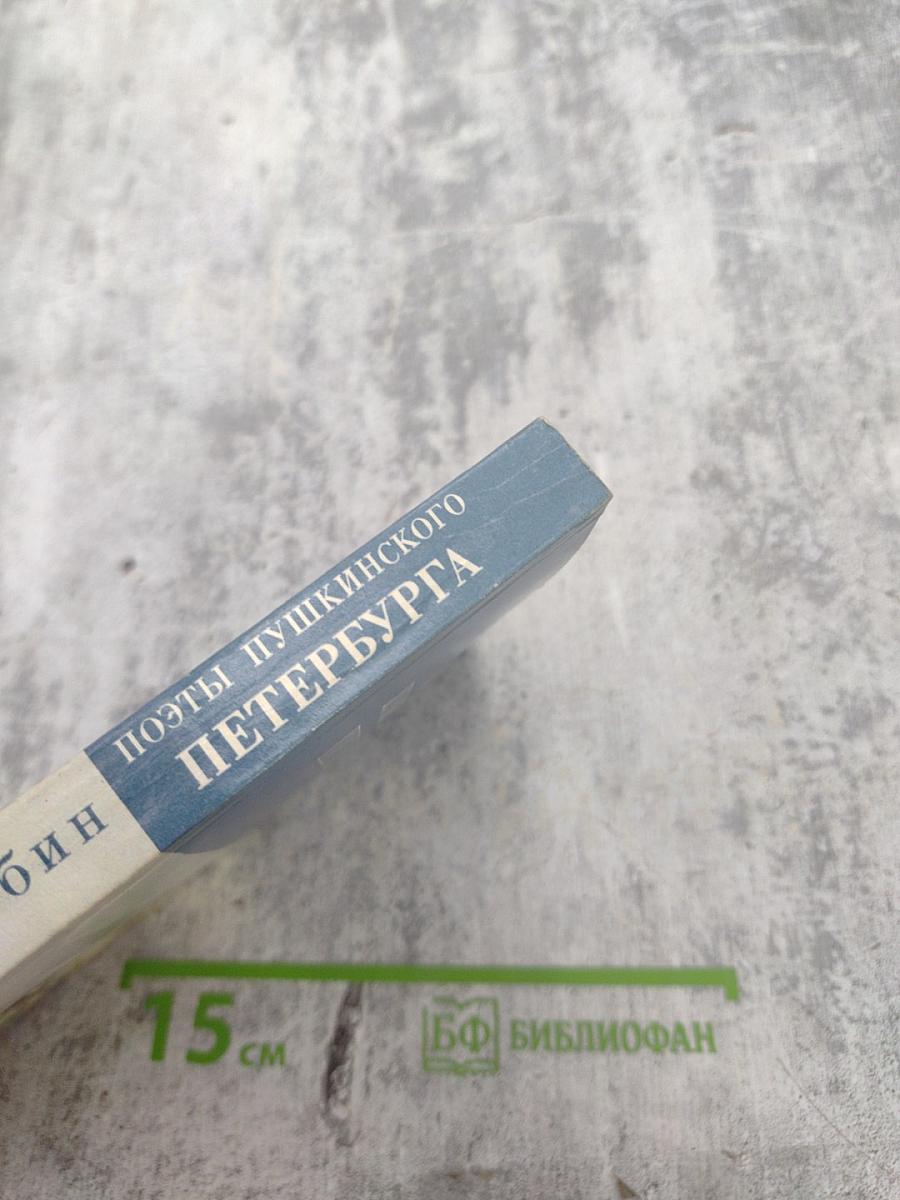 ПОЭТЫ ПУШКИНСКОГО
ПЕТЕРБУРГА
бин
15 см
БФ БИБЛИОФАН